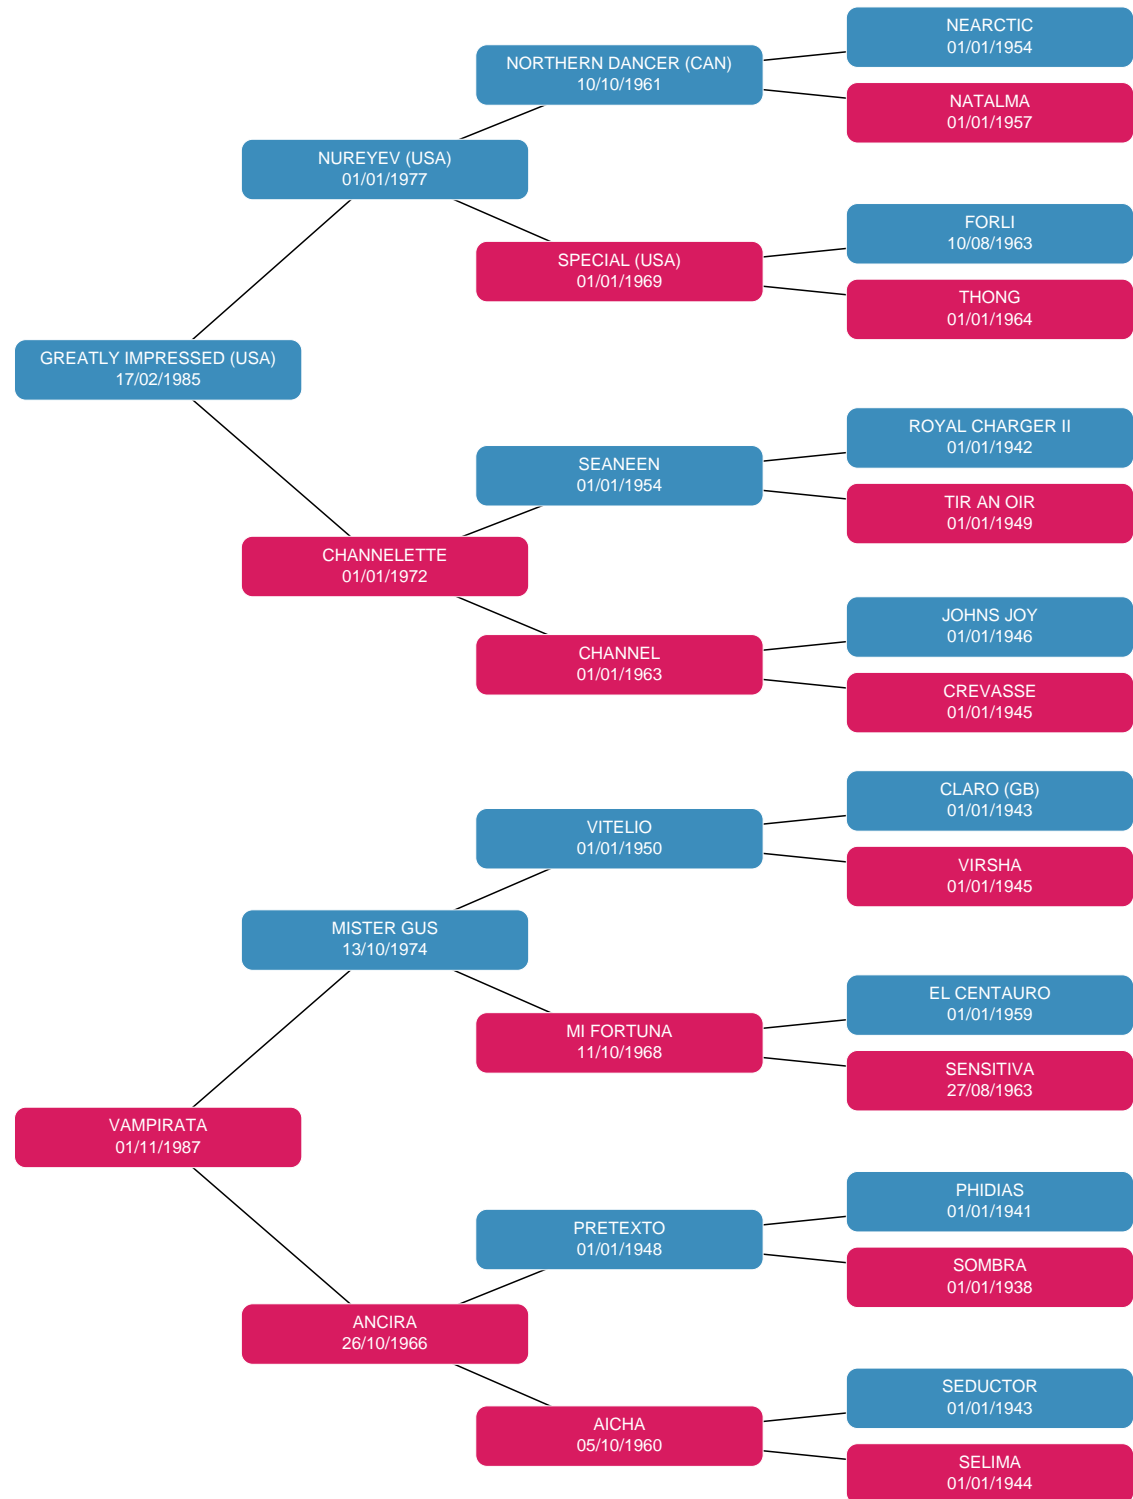 NEARCTIC
01/01/1954
NORTHERN DANCER (CAN)
10/10/1961
NATALMA
01/01/1957
NUREYEV (USA)
01/01/1977
FORLI
10/08/1963
SPECIAL (USA)
01/01/1969
THONG
01/01/1964
GREATLY IMPRESSED (USA)
17/02/1985
ROYAL CHARGER II
01/01/1942
SEANEEN
01/01/1954
TIR AN OIR
01/01/1949
CHANNELETTE
01/01/1972
JOHNS JOY
01/01/1946
CHANNEL
01/01/1963
CREVASSE
01/01/1945
CLARO (GB)
01/01/1943
VITELIO
01/01/1950
VIRSHA
01/01/1945
MISTER GUS
13/10/1974
EL CENTAURO
01/01/1959
MI FORTUNA
11/10/1968
SENSITIVA
27/08/1963
VAMPIRATA
01/11/1987
PHIDIAS
01/01/1941
PRETEXTO
01/01/1948
SOMBRA
01/01/1938
ANCIRA
26/10/1966
SEDUCTOR
01/01/1943
AICHA
05/10/1960
SELIMA
01/01/1944